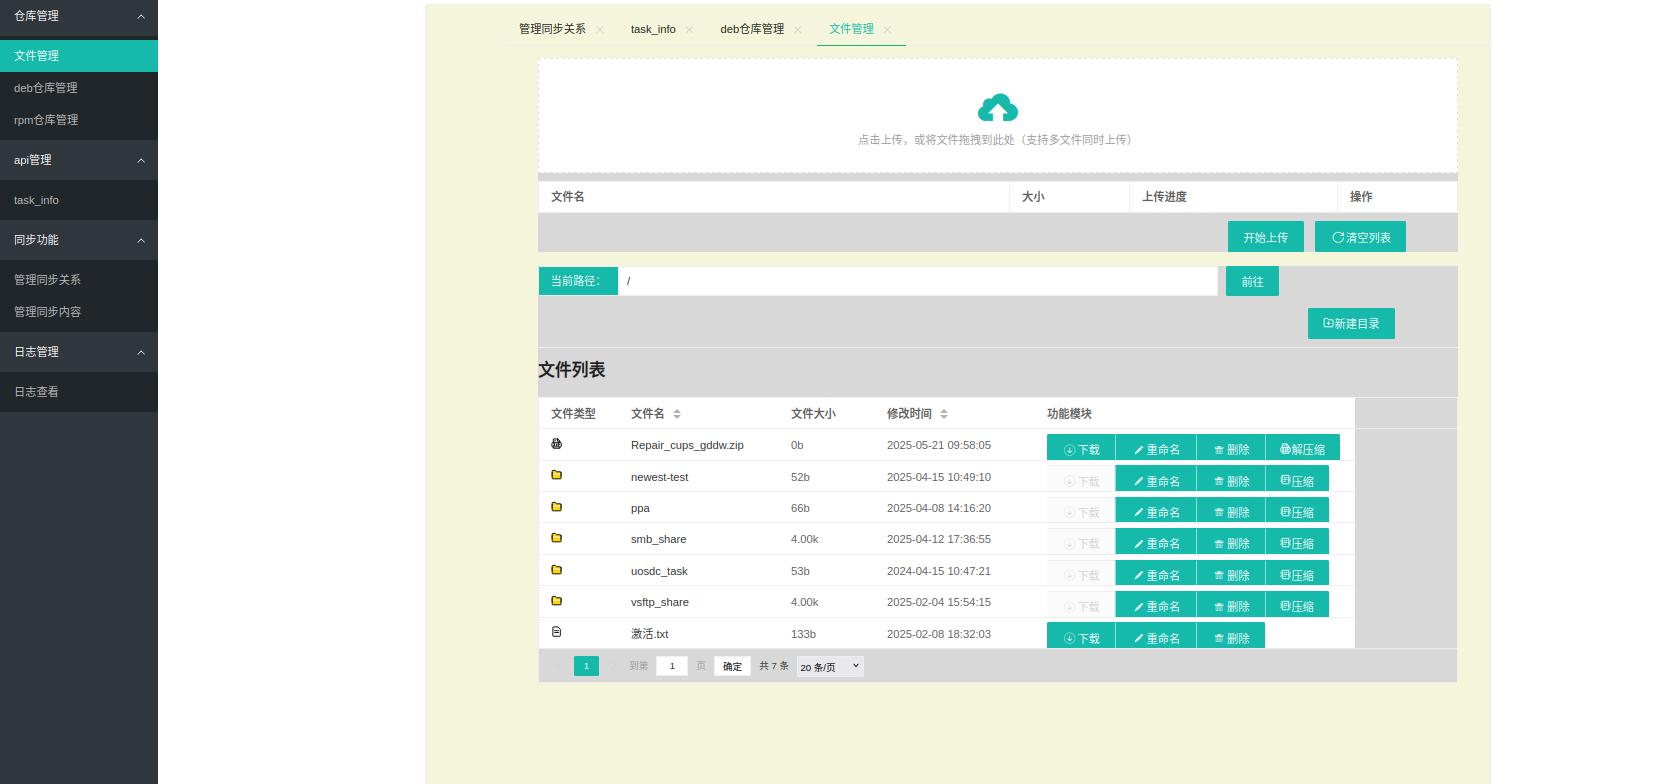 仓库管理
文件管理
deb仓库管理
rpm仓库管理
api管理
task_info
同步功能
管理同步关系
管理同步内容
日志管理
日志查看
管理同步关系 task_info deb仓库管理 文件管理
点击上传，或将文件拖拽到此处（支持多文件同时上传）
文件名 大小 上传进度 操作
开始上传 清空列表
当前路径： / 前往
新建目录
文件列表
文件类型 文件名 文件大小 修改时间 功能模块
Repair_cups_gddw.zip 0b 2025-05-21 09:58:05 下载 重命名 删除 解压缩
newest-test 52b 2025-04-15 10:49:10 下载 重命名 删除 压缩
ppa 66b 2025-04-08 14:16:20 下载 重命名 删除 压缩
smb_share 4.00k 2025-04-12 17:36:55 下载 重命名 删除 压缩
uosdc_task 53b 2024-04-15 10:47:21 下载 重命名 删除 压缩
vsftp_share 4.00k 2025-02-04 15:54:15 下载 重命名 删除 压缩
激活.txt 133b 2025-02-08 18:32:03 下载 重命名 删除
1 到第 1 页 确定 共 7 条 20 条/页